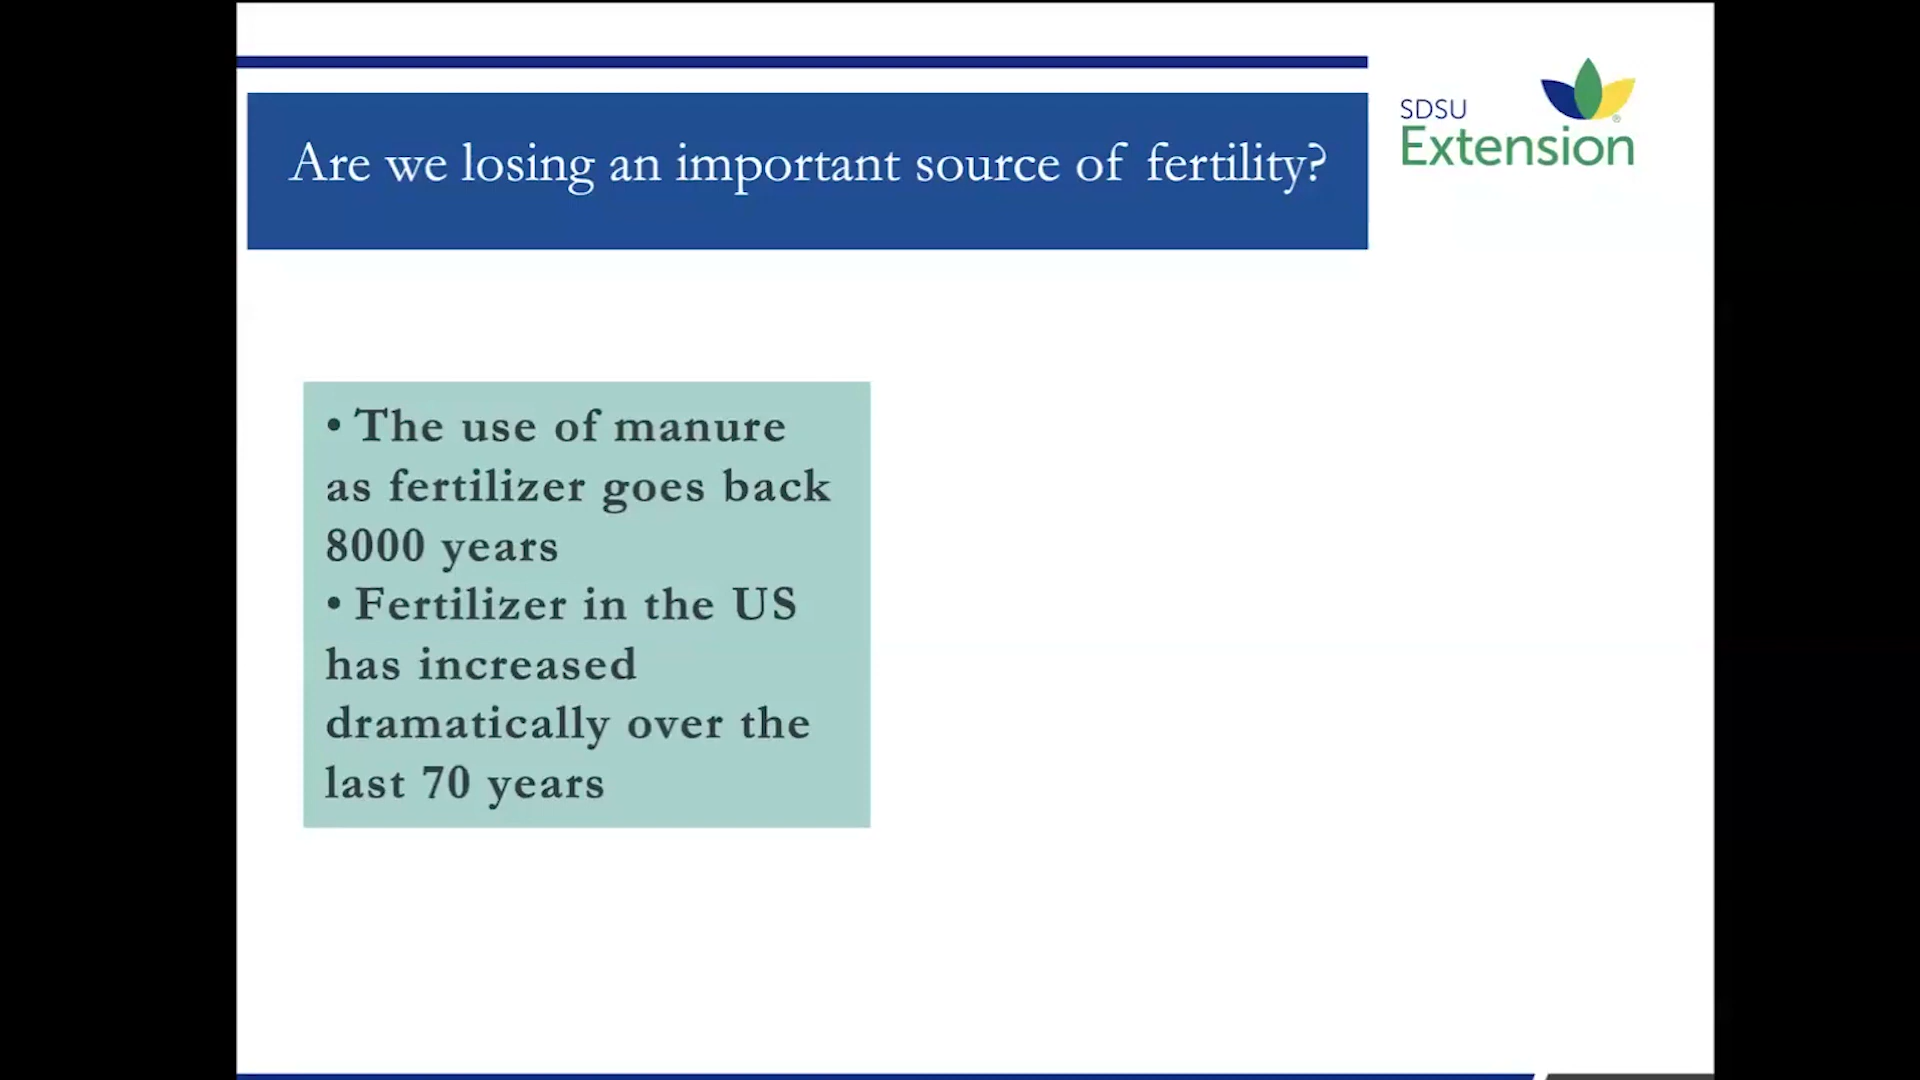 Are we losing an important source of fertility?
SDSU
Extension
®
• The use of manure
as fertilizer goes back
8000 years
• Fertilizer in the US
has increased
dramatically over the
last 70 years